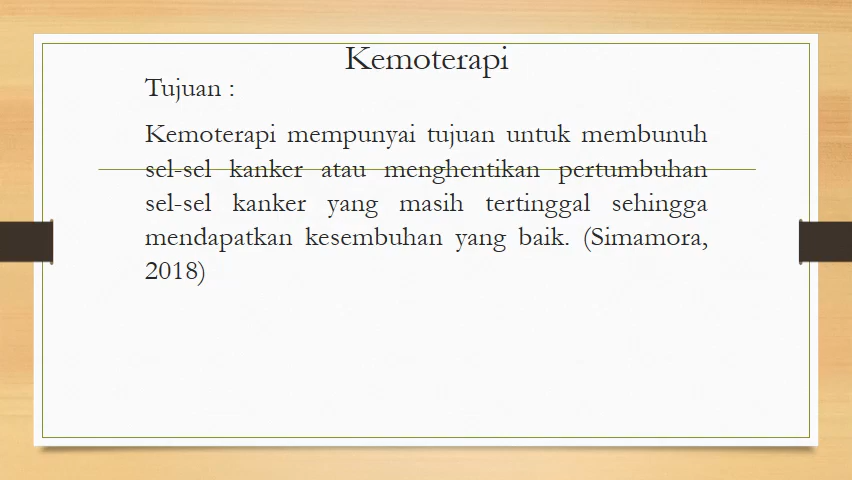 Kemoterapi
Tujuan :
Kemoterapi mempunyai tujuan untuk membunuh
sel-sel kanker atau menghentikan pertumbuhan
sel-sel kanker yang masih tertinggal sehingga
mendapatkan kesembuhan yang baik. (Simamora,
2018)